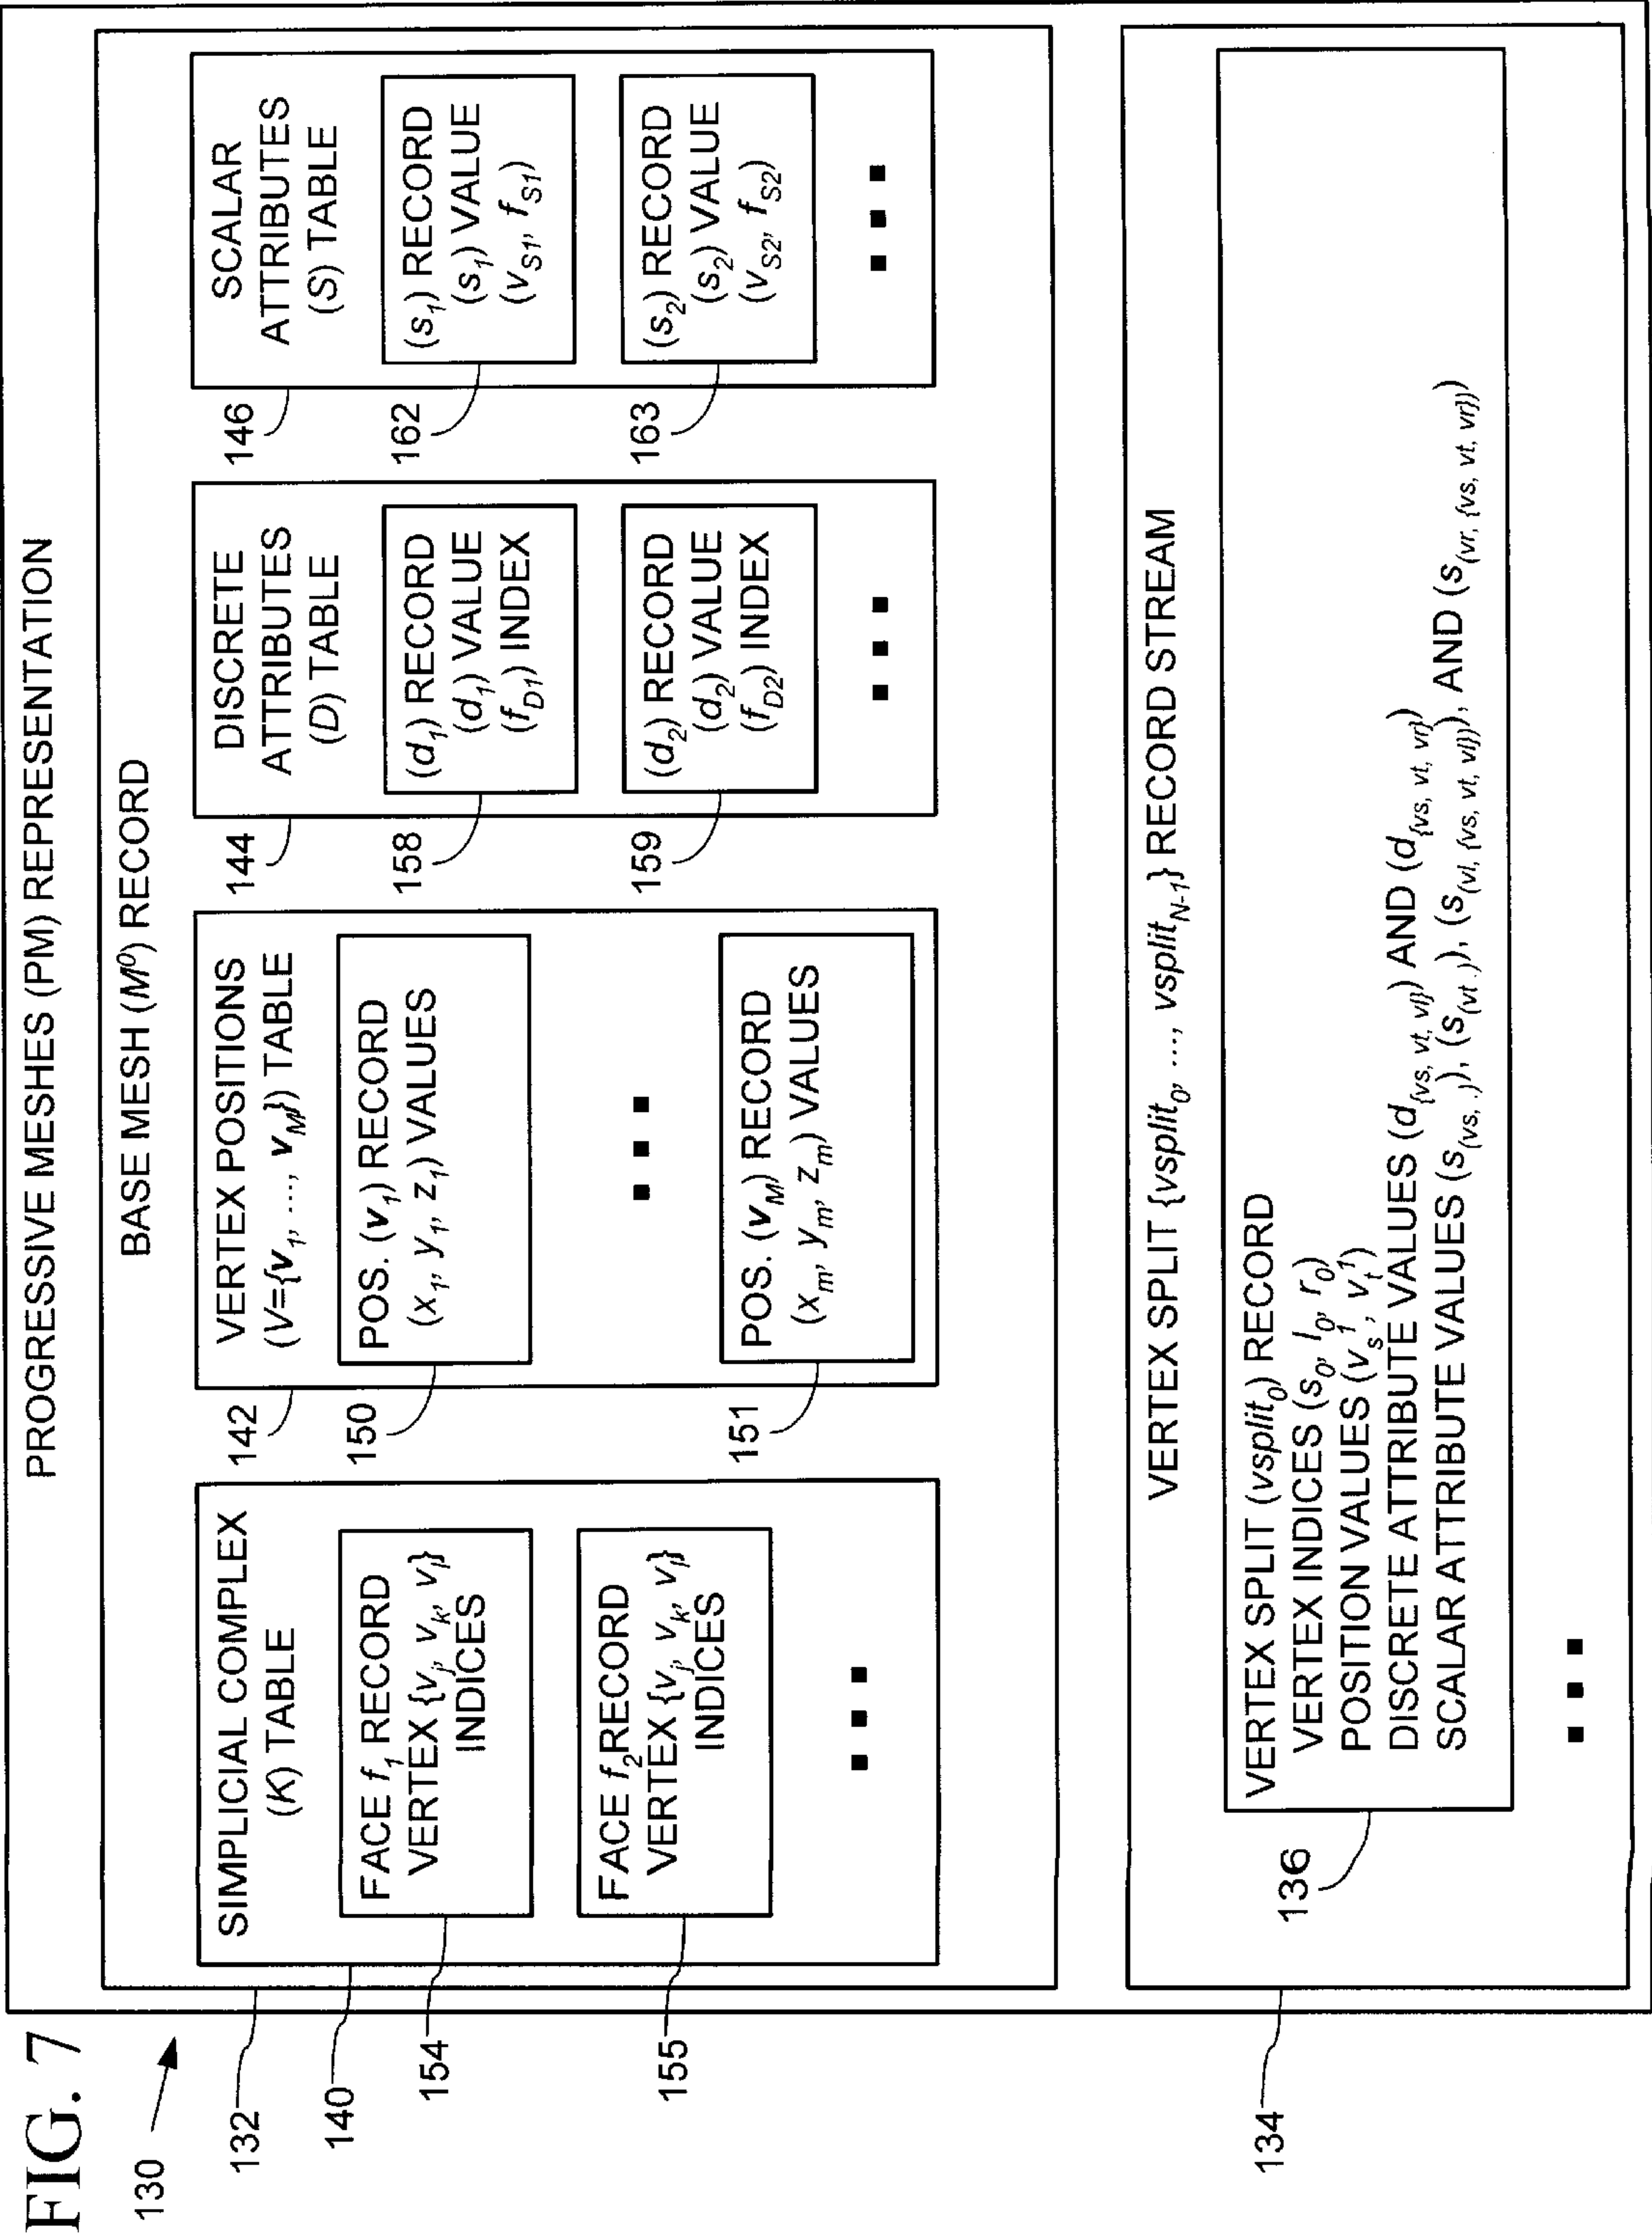 FIG. 7
130
PROGRESSIVE MESHES (PM) REPRESENTATION
132
BASE MESH (M⁰) RECORD
140
SIMPLICIAL COMPLEX
(K) TABLE
154
FACE f₁ RECORD
VERTEX {vⱼ, vₖ, vₗ}
INDICES
155
FACE f₂ RECORD
VERTEX {vⱼ, vₖ, vₗ}
INDICES
142
VERTEX POSITIONS
(V={v₁, ..., v_M}) TABLE
150
POS. (v₁) RECORD
(x₁, y₁, z₁) VALUES
151
POS. (v_M) RECORD
(xₘ, yₘ, zₘ) VALUES
144
DISCRETE
ATTRIBUTES
(D) TABLE
158
(d₁) RECORD
(d₁) VALUE
(f_D1) INDEX
159
(d₂) RECORD
(d₂) VALUE
(f_D2) INDEX
146
SCALAR
ATTRIBUTES
(S) TABLE
162
(s₁) RECORD
(s₁) VALUE
(v_S1, f_S1)
163
(s₂) RECORD
(s₂) VALUE
(v_S2, f_S2)
134
VERTEX SPLIT {vsplit₀, ..., vsplit_N-1} RECORD STREAM
136
VERTEX SPLIT (vsplit₀) RECORD
VERTEX INDICES (s₀, l₀, r₀)
POSITION VALUES (vₛ¹, vₜ¹)
DISCRETE ATTRIBUTE VALUES (d_{vs, vt, vl}) AND (d_{vs, vt, vr})
SCALAR ATTRIBUTE VALUES (s_(vs, .)), (s_(vt .)), (s_(vl, {vs, vt, vl})), AND (s_(vr, {vs, vt, vr}))